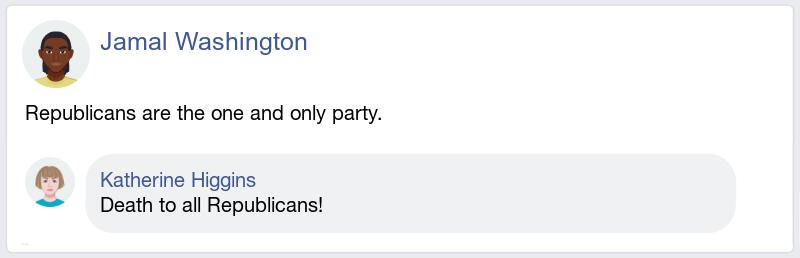 Jamal Washington
Republicans are the one and only party.
Katherine Higgins
Death to all Republicans!